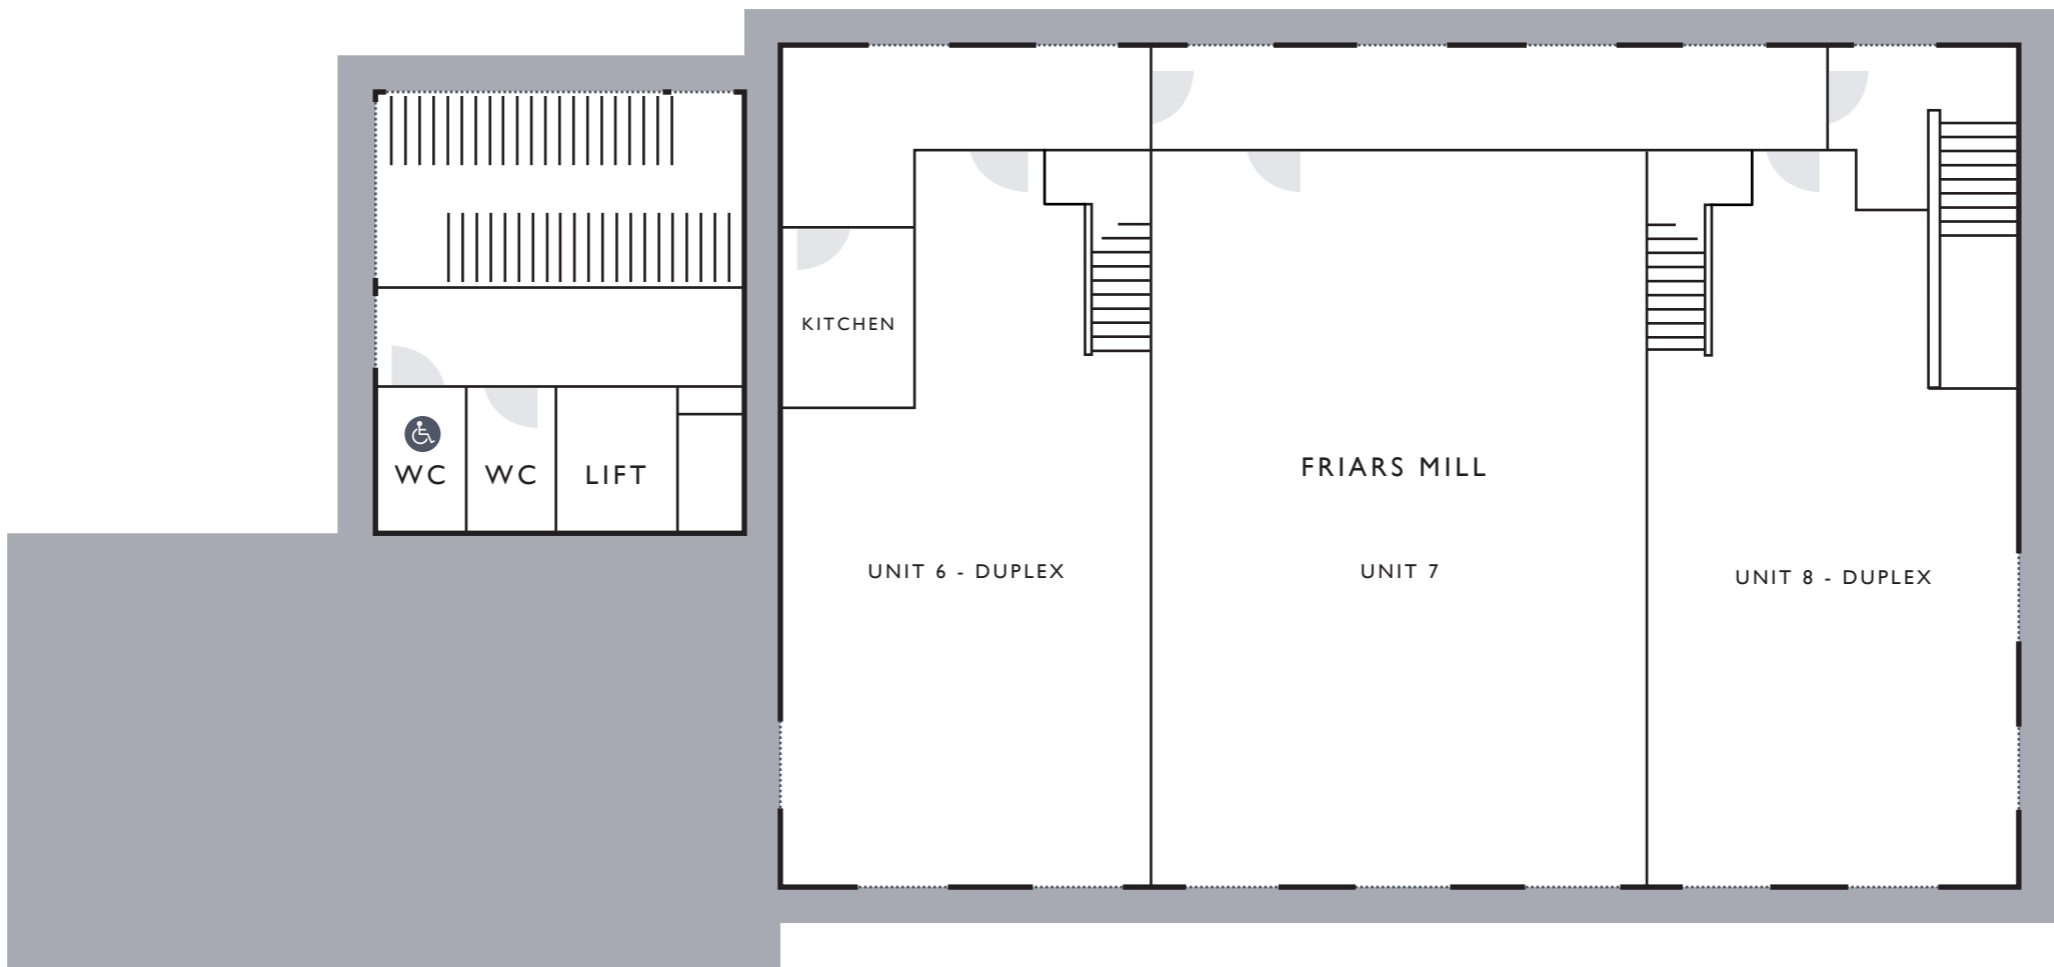 KITCHEN
WC
WC
LIFT
FRIARS MILL
UNIT 6 - DUPLEX
UNIT 7
UNIT 8 - DUPLEX